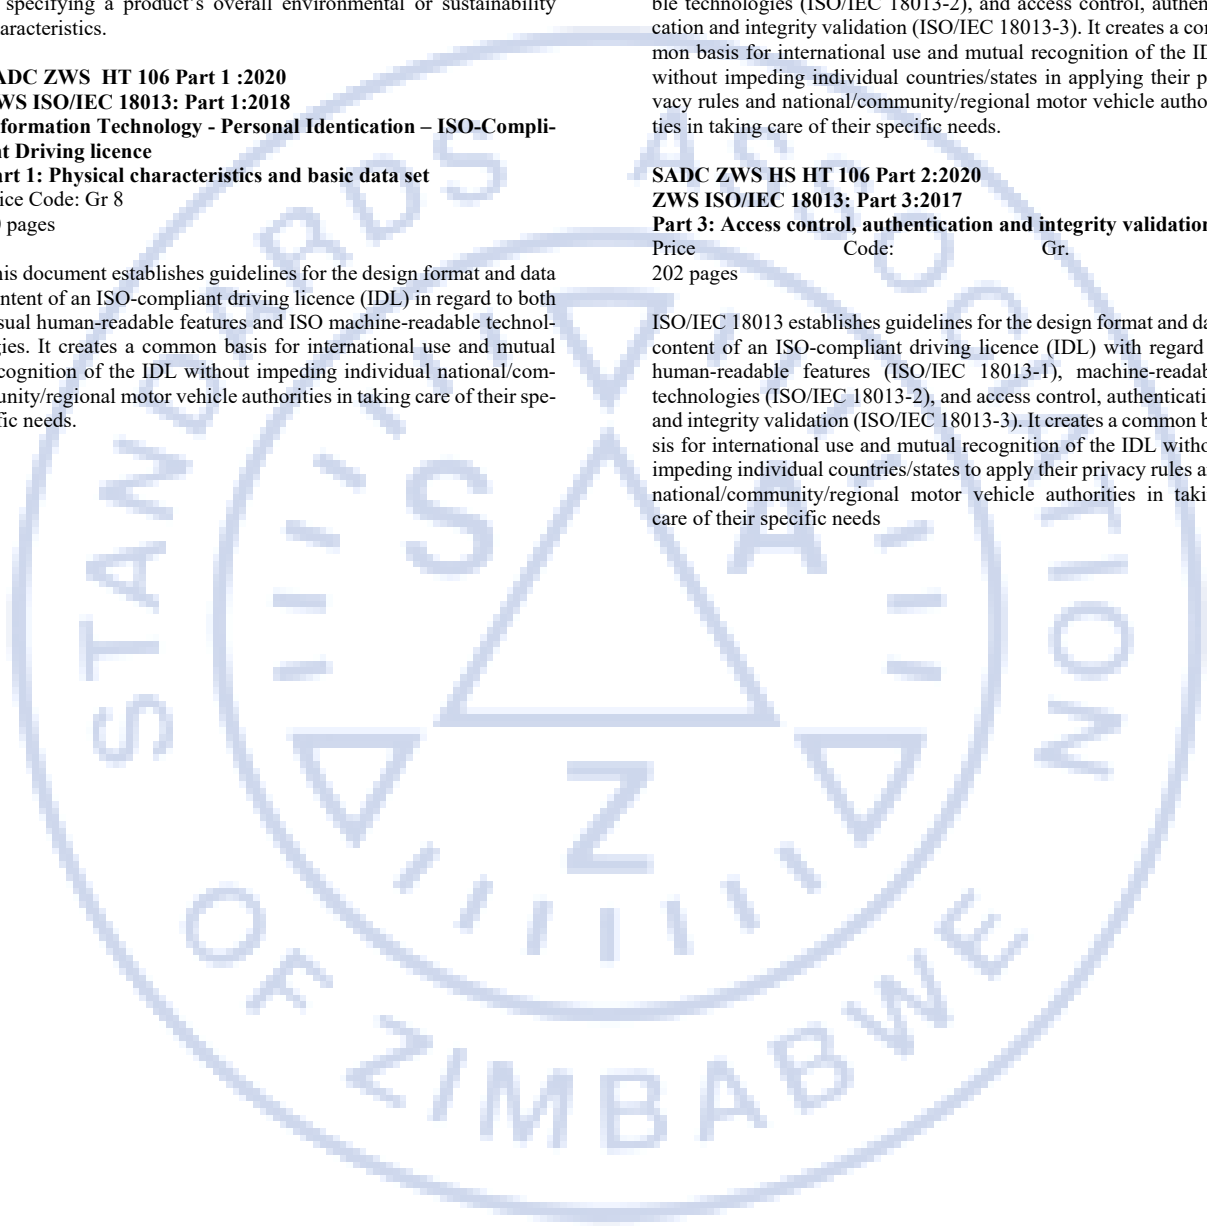 specifying a product's overall environmental or sustainability
aracteristics.
ADC ZWS HT 106 Part 1 :2020
WS ISO/IEC 18013: Part 1:2018
formation Technology - Personal Identication – ISO-Compli-
t Driving licence
art 1: Physical characteristics and basic data set
ice Code: Gr 8
pages
his document establishes guidelines for the design format and data
ntent of an ISO-compliant driving licence (IDL) in regard to both
sual human-readable features and ISO machine-readable technol-
gies. It creates a common basis for international use and mutual
cognition of the IDL without impeding individual national/com-
unity/regional motor vehicle authorities in taking care of their spe-
fic needs.
ble technologies (ISO/IEC 18013-2), and access control, authen
cation and integrity validation (ISO/IEC 18013-3). It creates a co
mon basis for international use and mutual recognition of the ID
without impeding individual countries/states in applying their p
vacy rules and national/community/regional motor vehicle autho
ties in taking care of their specific needs.
SADC ZWS HS HT 106 Part 2:2020
ZWS ISO/IEC 18013: Part 3:2017
Part 3: Access control, authentication and integrity validation
Price Code: Gr.
202 pages
ISO/IEC 18013 establishes guidelines for the design format and da
content of an ISO-compliant driving licence (IDL) with regard
human-readable features (ISO/IEC 18013-1), machine-readab
technologies (ISO/IEC 18013-2), and access control, authenticati
and integrity validation (ISO/IEC 18013-3). It creates a common b
sis for international use and mutual recognition of the IDL witho
impeding individual countries/states to apply their privacy rules a
national/community/regional motor vehicle authorities in taki
care of their specific needs
STANDARDS ASSOCIATION
OF ZIMBABWE
S A
Z